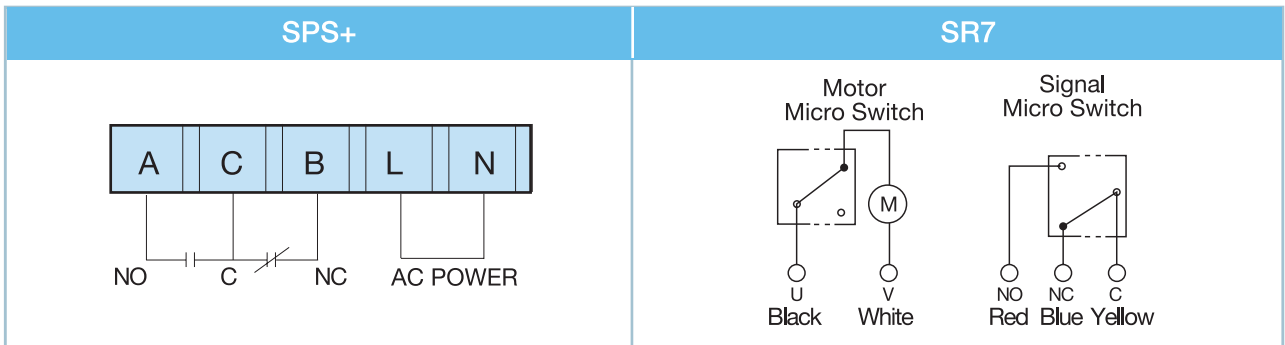 SPS+
SR7
A C B L N
NO C NC AC POWER
Motor
Micro Switch
M
U V
Black White
Signal
Micro Switch
NO NC C
Red Blue Yellow